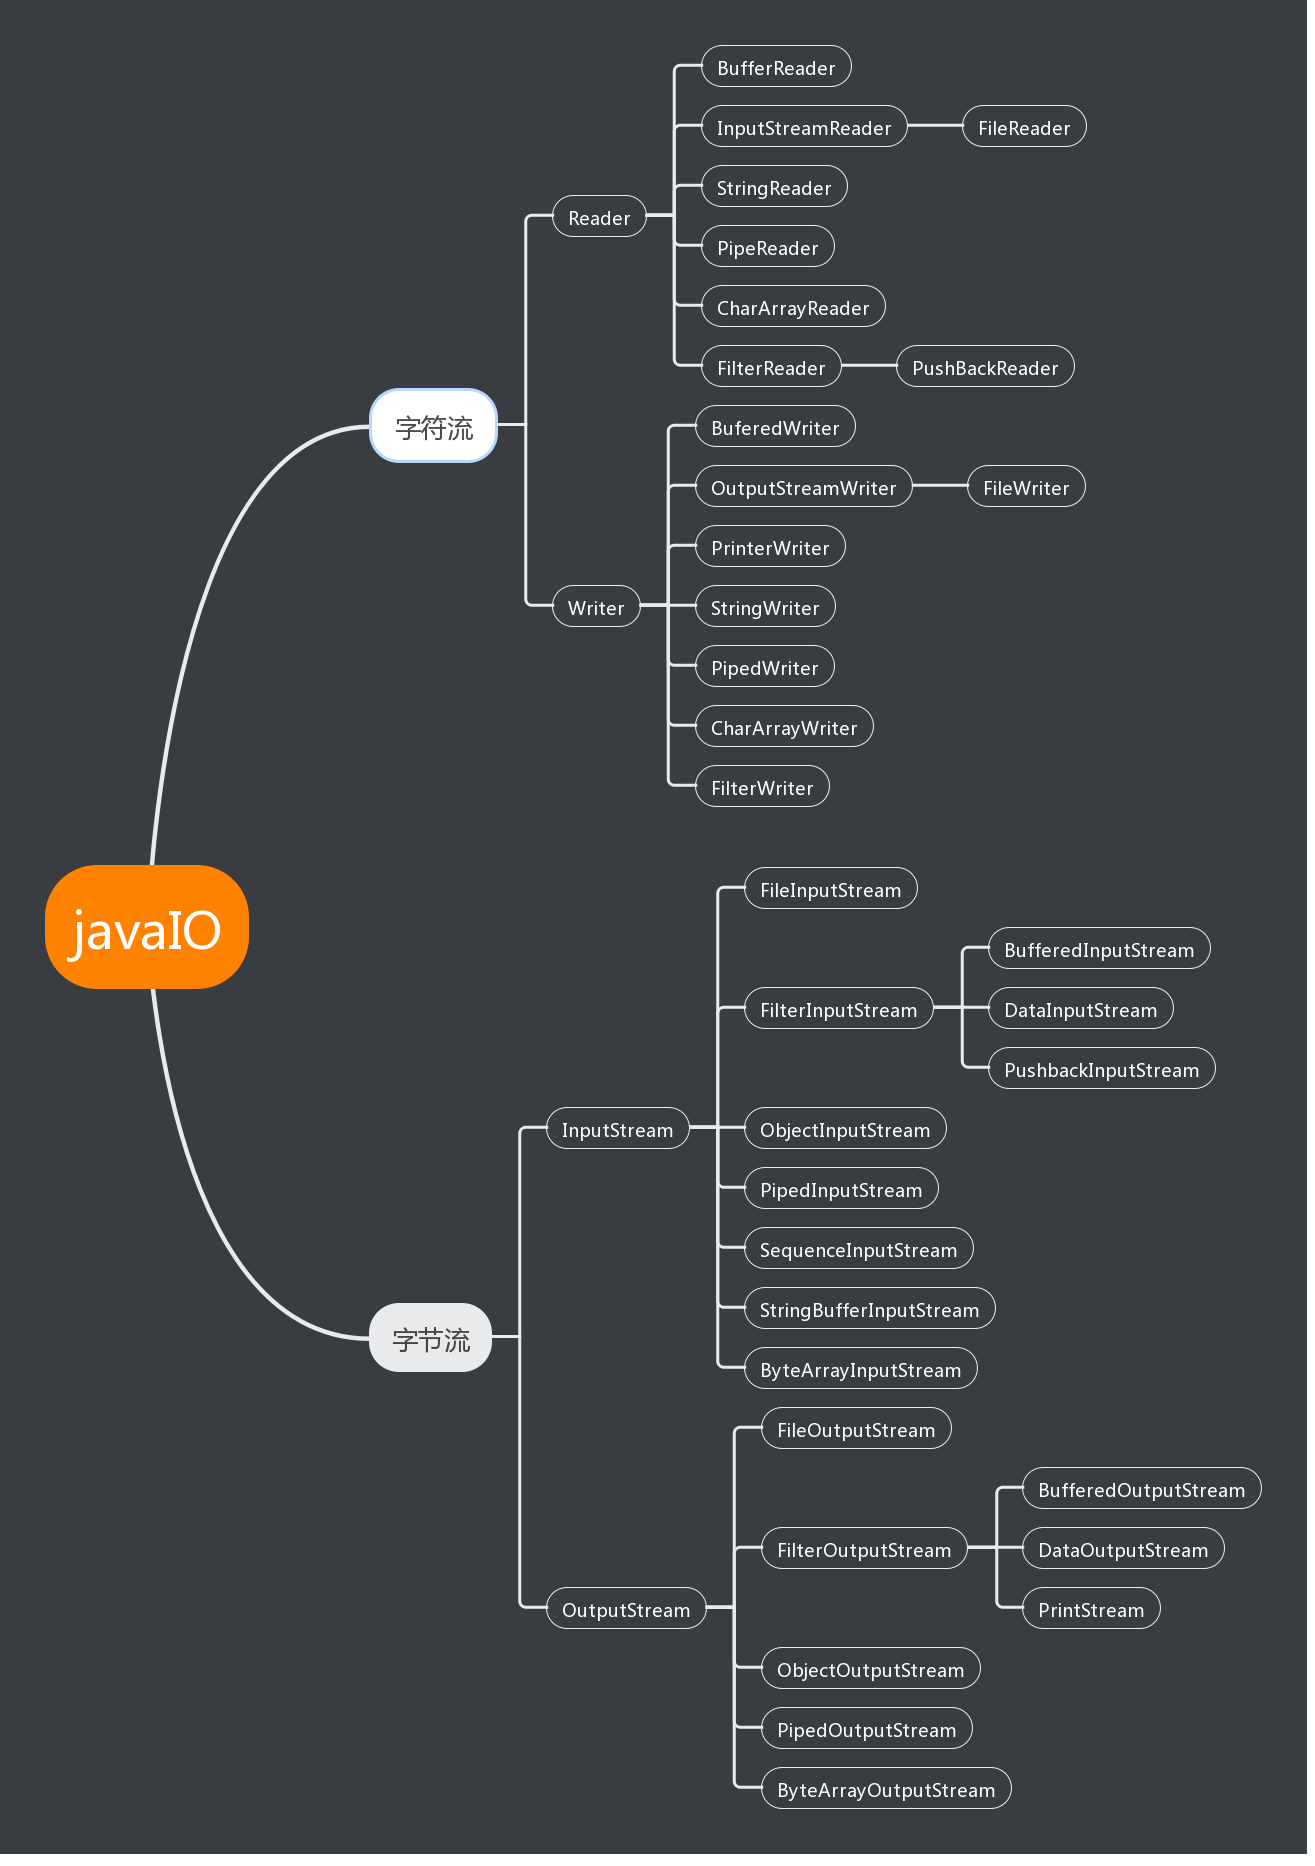 javaIO
字符流
Reader
BufferReader
InputStreamReader
FileReader
StringReader
PipeReader
CharArrayReader
FilterReader
PushBackReader
Writer
BuferedWriter
OutputStreamWriter
FileWriter
PrinterWriter
StringWriter
PipedWriter
CharArrayWriter
FilterWriter
字节流
InputStream
FileInputStream
FilterInputStream
BufferedInputStream
DataInputStream
PushbackInputStream
ObjectInputStream
PipedInputStream
SequenceInputStream
StringBufferInputStream
ByteArrayInputStream
OutputStream
FileOutputStream
FilterOutputStream
BufferedOutputStream
DataOutputStream
PrintStream
ObjectOutputStream
PipedOutputStream
ByteArrayOutputStream